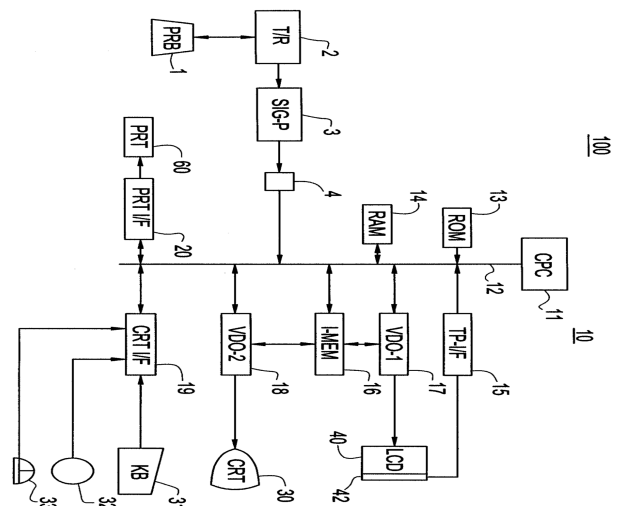 100
10
CPC
11
12
13
ROM
TP-I/F
15
14
RAM
VDO-1
17
40
LCD
42
I-MEM
16
T/R
2
PRB
1
SIG-P
3
4
VDO-2
18
CRT
30
PRT
60
PRT I/F
20
CRT I/F
19
KB